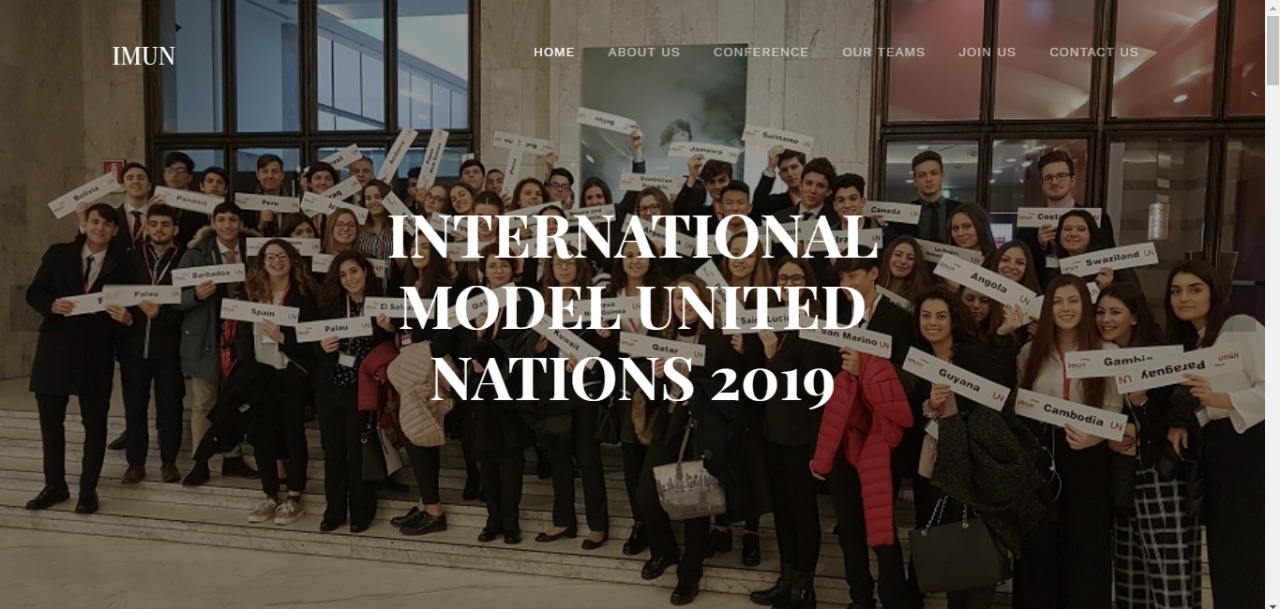 IMUN
HOME ABOUT US CONFERENCE OUR TEAMS JOIN US CONTACT US
INTERNATIONAL
MODEL UNITED
NATIONS 2019
Bolivia
Panama
Peru
Jamaica
Suriname
Canada
Costa
Barbados
Palau
Spain
Palau
El Sal
Kuwait
Qatar
San Marino
Angola
Swaziland
Guyana
Gambia
Paraguay
Cambodia